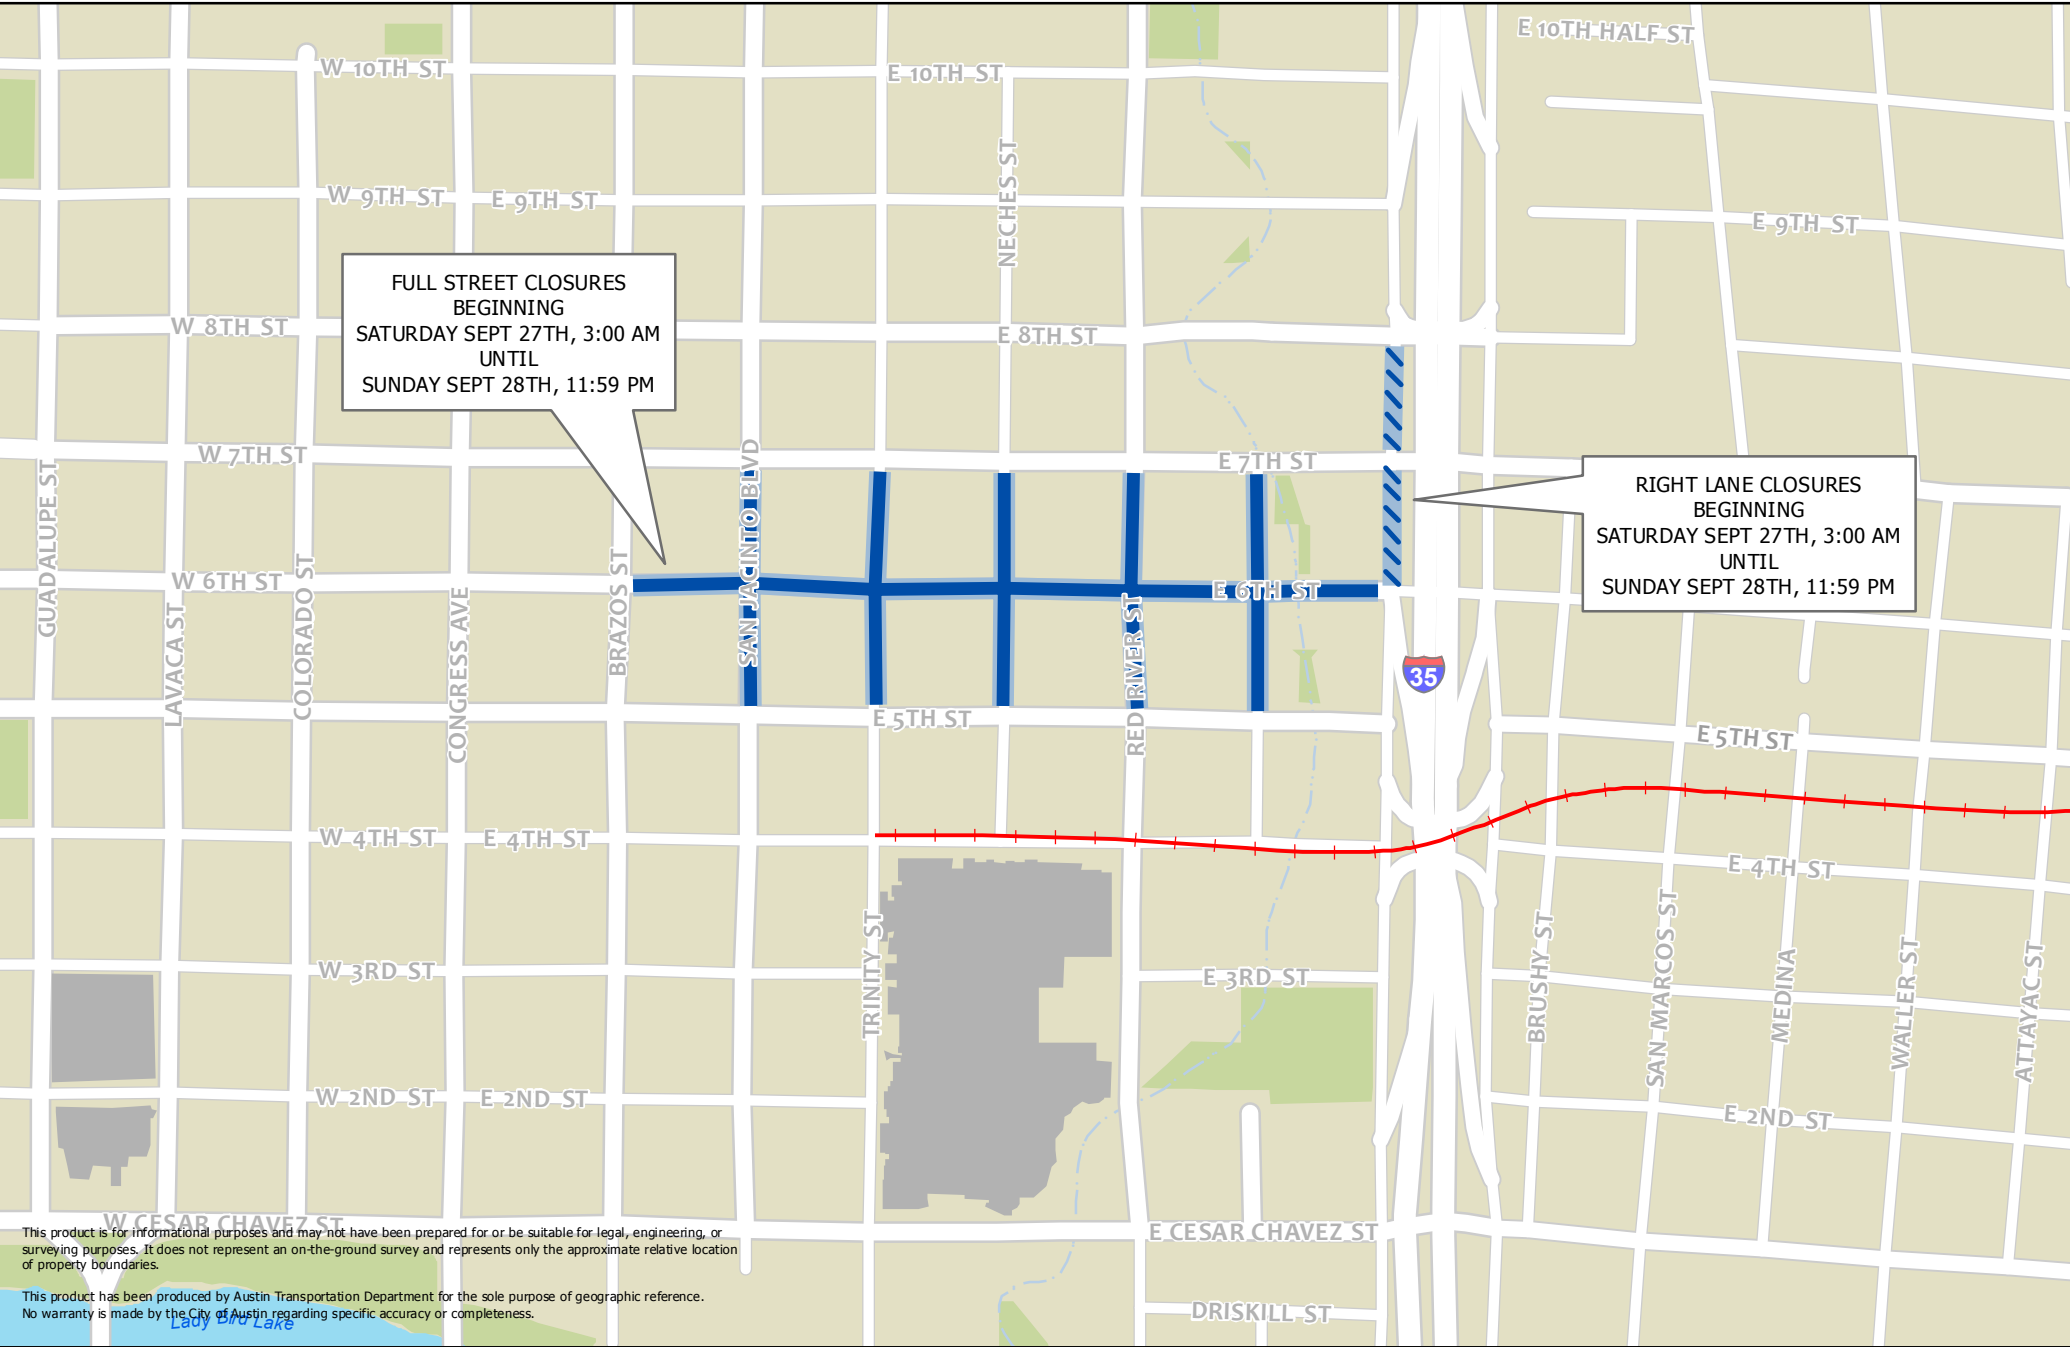 E 10TH HALF ST
W 10TH ST
E 10TH ST
NECHES ST
W 9TH ST
E 9TH ST
E 9TH ST
FULL STREET CLOSURES
BEGINNING
SATURDAY SEPT 27TH, 3:00 AM
UNTIL
SUNDAY SEPT 28TH, 11:59 PM
W 8TH ST
E 8TH ST
W 7TH ST
E 7TH ST
RIGHT LANE CLOSURES
BEGINNING
SATURDAY SEPT 27TH, 3:00 AM
UNTIL
SUNDAY SEPT 28TH, 11:59 PM
GUADALUPE ST
LAVACA ST
COLORADO ST
CONGRESS AVE
BRAZOS ST
SAN JACINTO BLVD
W 6TH ST
E 6TH ST
RED RIVER ST
35
E 5TH ST
E 5TH ST
W 4TH ST
E 4TH ST
E 4TH ST
TRINITY ST
W 3RD ST
E 3RD ST
BRUSHY ST
SAN MARCOS ST
MEDINA
WALLER ST
ATTAYAC ST
W 2ND ST
E 2ND ST
E 2ND ST
W CESAR CHAVEZ ST
E CESAR CHAVEZ ST
This product is for informational purposes and may not have been prepared for or be suitable for legal, engineering, or
surveying purposes. It does not represent an on-the-ground survey and represents only the approximate relative location
of property boundaries.
This product has been produced by Austin Transportation Department for the sole purpose of geographic reference.
No warranty is made by the City of Austin regarding specific accuracy or completeness.
Lady Bird Lake
DRISKILL ST